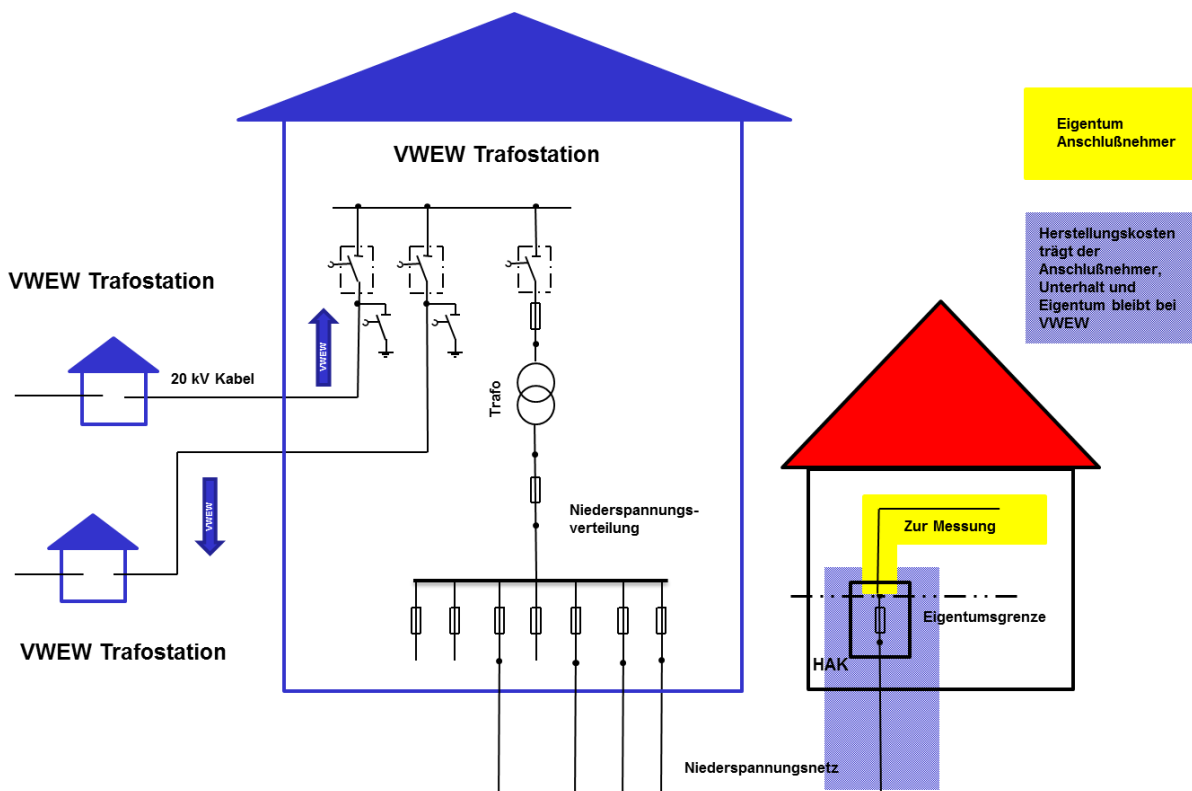 VWEW Trafostation
Eigentum
Anschlußnehmer
Herstellungskosten
trägt der
Anschlußnehmer,
Unterhalt und
Eigentum bleibt bei
VWEW
VWEW Trafostation
20 kV Kabel
VWEW
Trafo
VWEW
Niederspannungs-
verteilung
Zur Messung
Eigentumsgrenze
VWEW Trafostation
HAK
Niederspannungsnetz